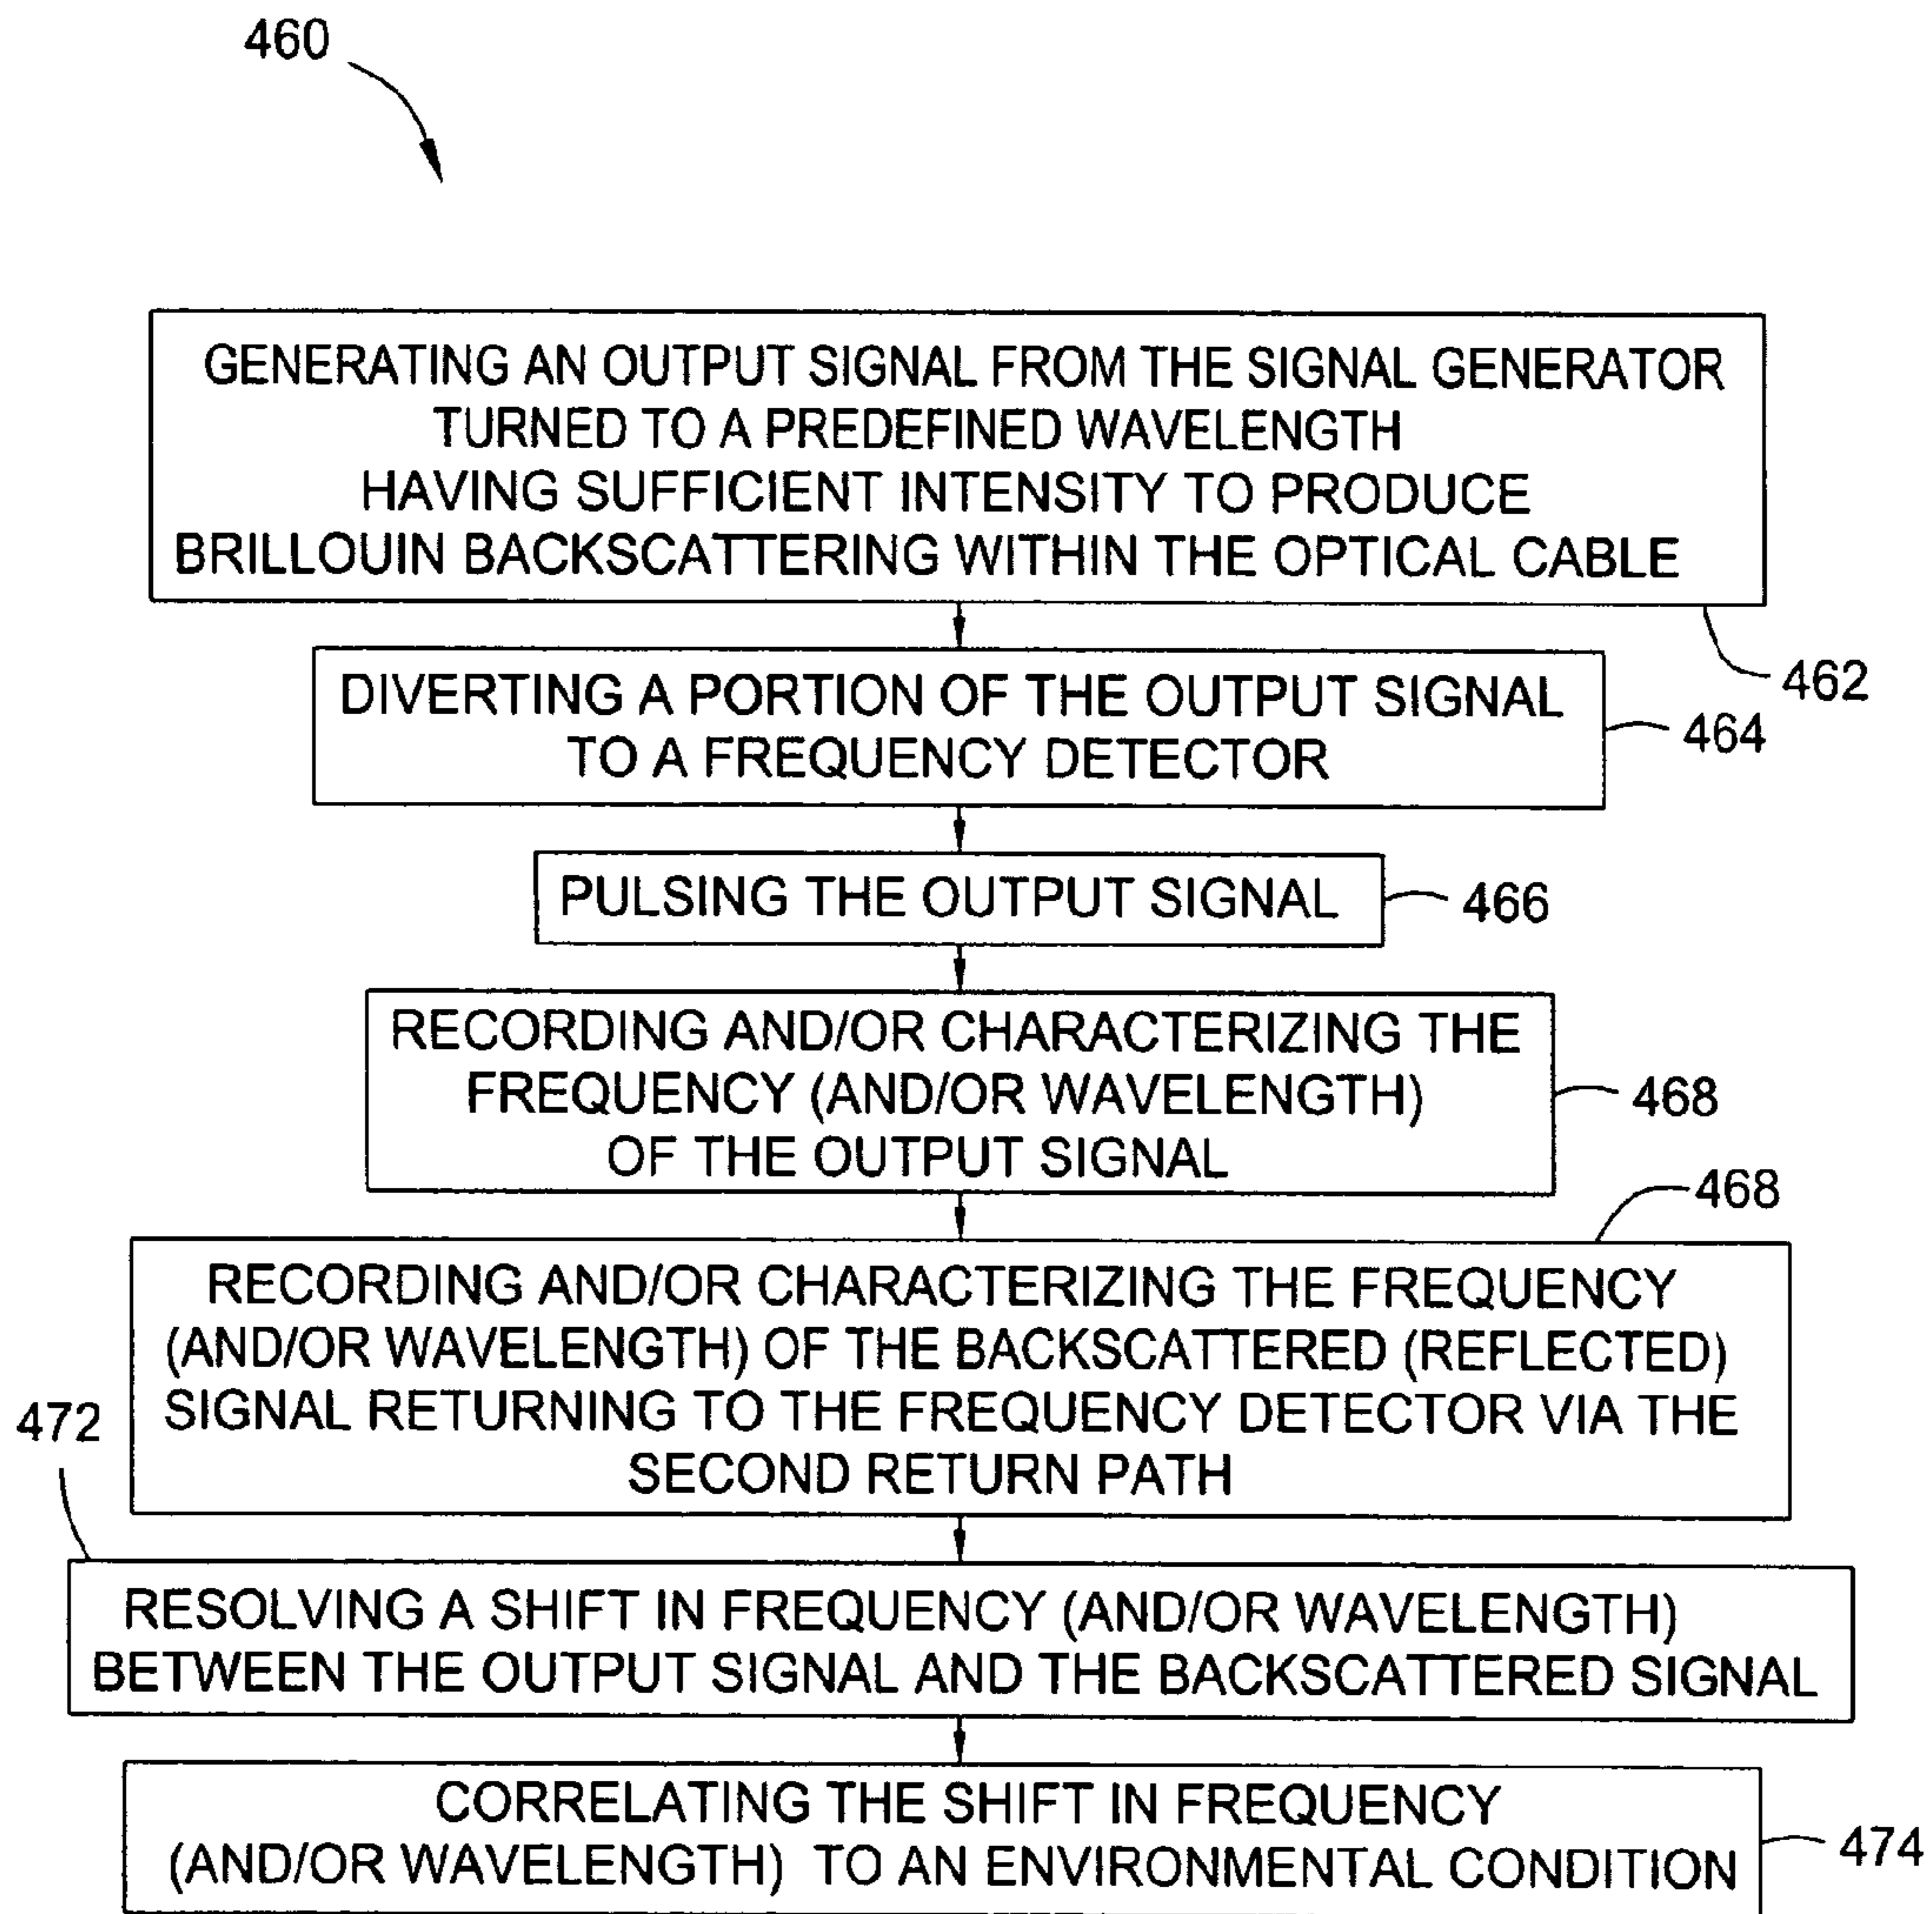 460
GENERATING AN OUTPUT SIGNAL FROM THE SIGNAL GENERATOR
TURNED TO A PREDEFINED WAVELENGTH
HAVING SUFFICIENT INTENSITY TO PRODUCE
BRILLOUIN BACKSCATTERING WITHIN THE OPTICAL CABLE
462
DIVERTING A PORTION OF THE OUTPUT SIGNAL
TO A FREQUENCY DETECTOR
464
PULSING THE OUTPUT SIGNAL
466
RECORDING AND/OR CHARACTERIZING THE
FREQUENCY (AND/OR WAVELENGTH)
OF THE OUTPUT SIGNAL
468
468
RECORDING AND/OR CHARACTERIZING THE FREQUENCY
(AND/OR WAVELENGTH) OF THE BACKSCATTERED (REFLECTED)
SIGNAL RETURNING TO THE FREQUENCY DETECTOR VIA THE
SECOND RETURN PATH
472
RESOLVING A SHIFT IN FREQUENCY (AND/OR WAVELENGTH)
BETWEEN THE OUTPUT SIGNAL AND THE BACKSCATTERED SIGNAL
CORRELATING THE SHIFT IN FREQUENCY
(AND/OR WAVELENGTH) TO AN ENVIRONMENTAL CONDITION
474